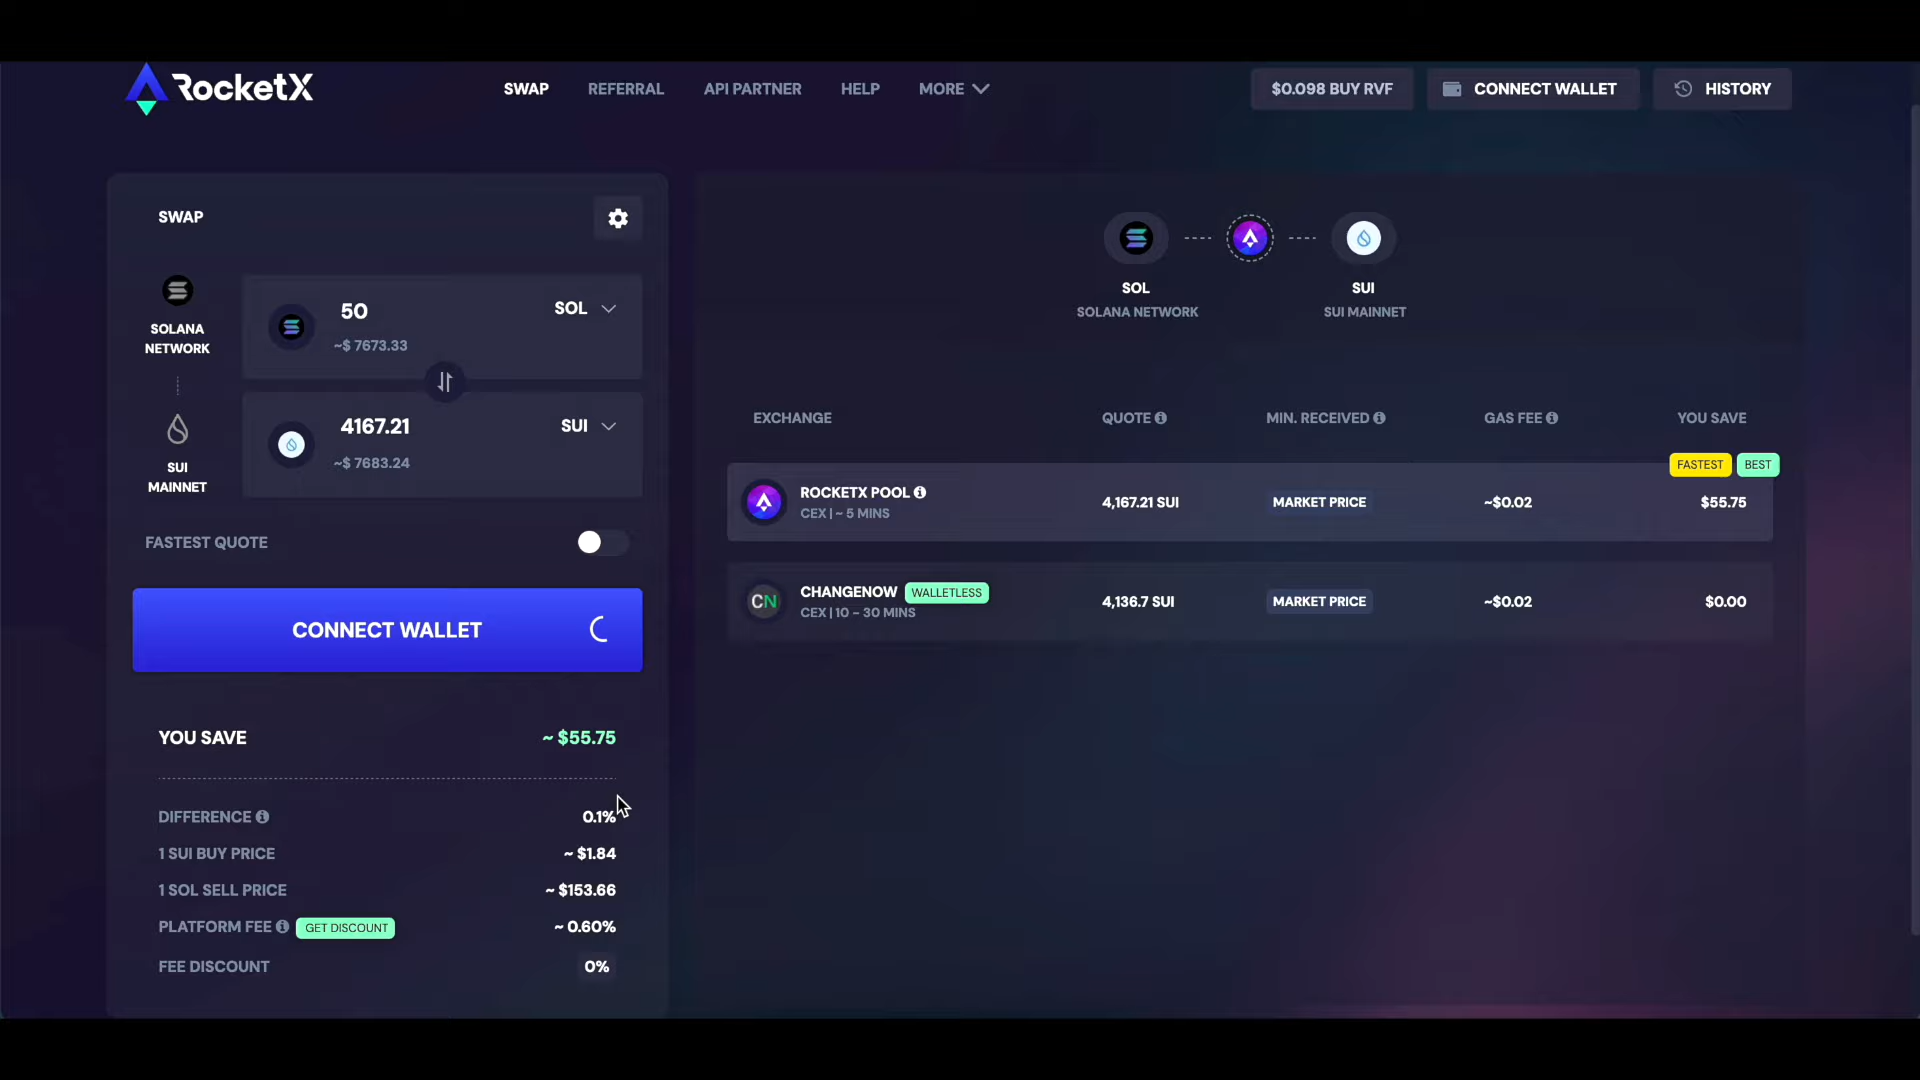 RocketX
SWAP
REFERRAL
API PARTNER
HELP
MORE
$0.098 BUY RVF
CONNECT WALLET
HISTORY
SWAP
SOLANA
NETWORK
50
SOL
~$ 7673.33
4167.21
SUI
~$ 7683.24
SUI
MAINNET
FASTEST QUOTE
CONNECT WALLET
YOU SAVE
~ $55.75
DIFFERENCE
0.1%
1 SUI BUY PRICE
~ $1.84
1 SOL SELL PRICE
~ $153.66
PLATFORM FEE
GET DISCOUNT
~ 0.60%
FEE DISCOUNT
0%
SOL
SOLANA NETWORK
SUI
SUI MAINNET
EXCHANGE
QUOTE
MIN. RECEIVED
GAS FEE
YOU SAVE
FASTEST
BEST
ROCKETX POOL
CEX | ~ 5 MINS
4,167.21 SUI
MARKET PRICE
~$0.02
$55.75
CN
CHANGENOW
WALLETLESS
CEX | 10 - 30 MINS
4,136.7 SUI
MARKET PRICE
~$0.02
$0.00